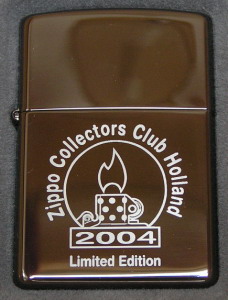 Zippo Collectors Club Holland
2004
Limited Edition